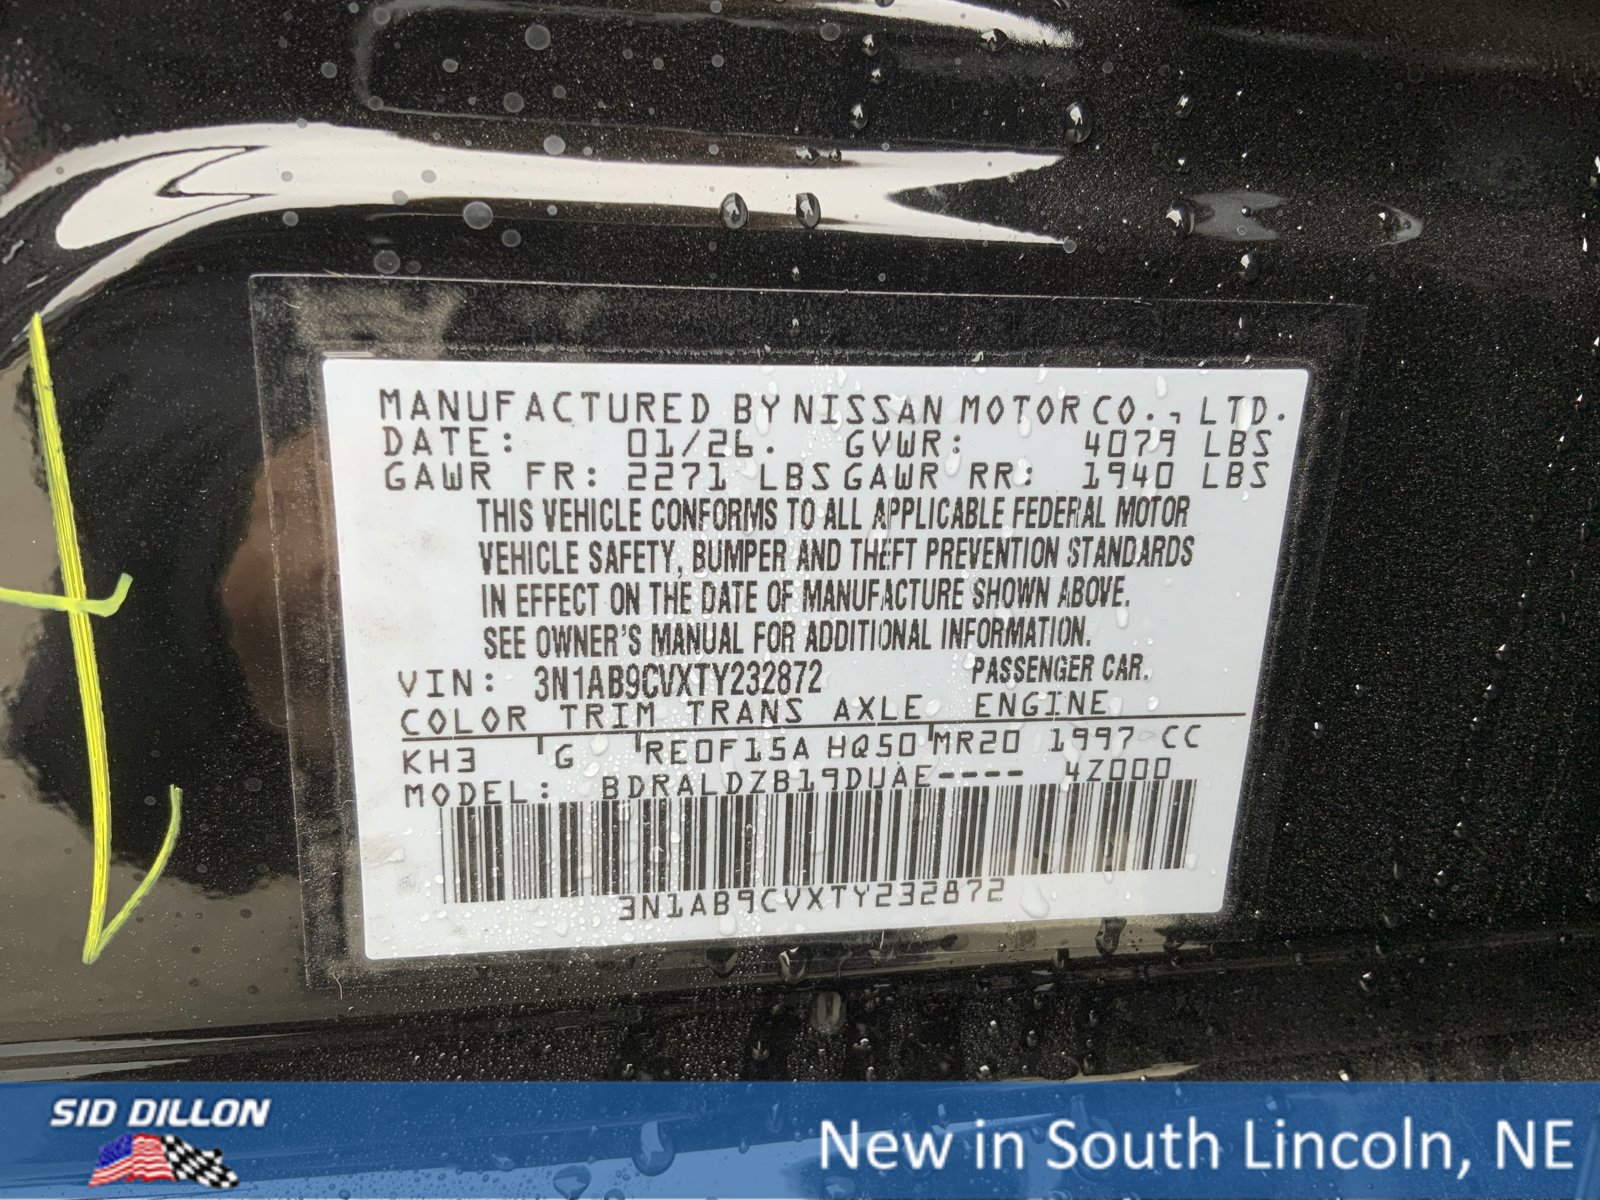 MANUFACTURED BY NISSAN MOTOR CO., LTD.
DATE: 01/26. GVWR: 4079 LBS
GAWR FR: 2271 LBS GAWR RR: 1940 LBS
THIS VEHICLE CONFORMS TO ALL APPLICABLE FEDERAL MOTOR
VEHICLE SAFETY, BUMPER AND THEFT PREVENTION STANDARDS
IN EFFECT ON THE DATE OF MANUFACTURE SHOWN ABOVE.
SEE OWNER'S MANUAL FOR ADDITIONAL INFORMATION.
VIN: 3N1AB9CVXTY232872 PASSENGER CAR.
COLOR TRIM TRANS AXLE ENGINE
KH3 G RE0F15A HQ50 MR20 1997 CC
MODEL: BDRALDZB19DUAE---- 4Z000
3N1AB9CVXTY232872
SID DILLON
New in South Lincoln, NE